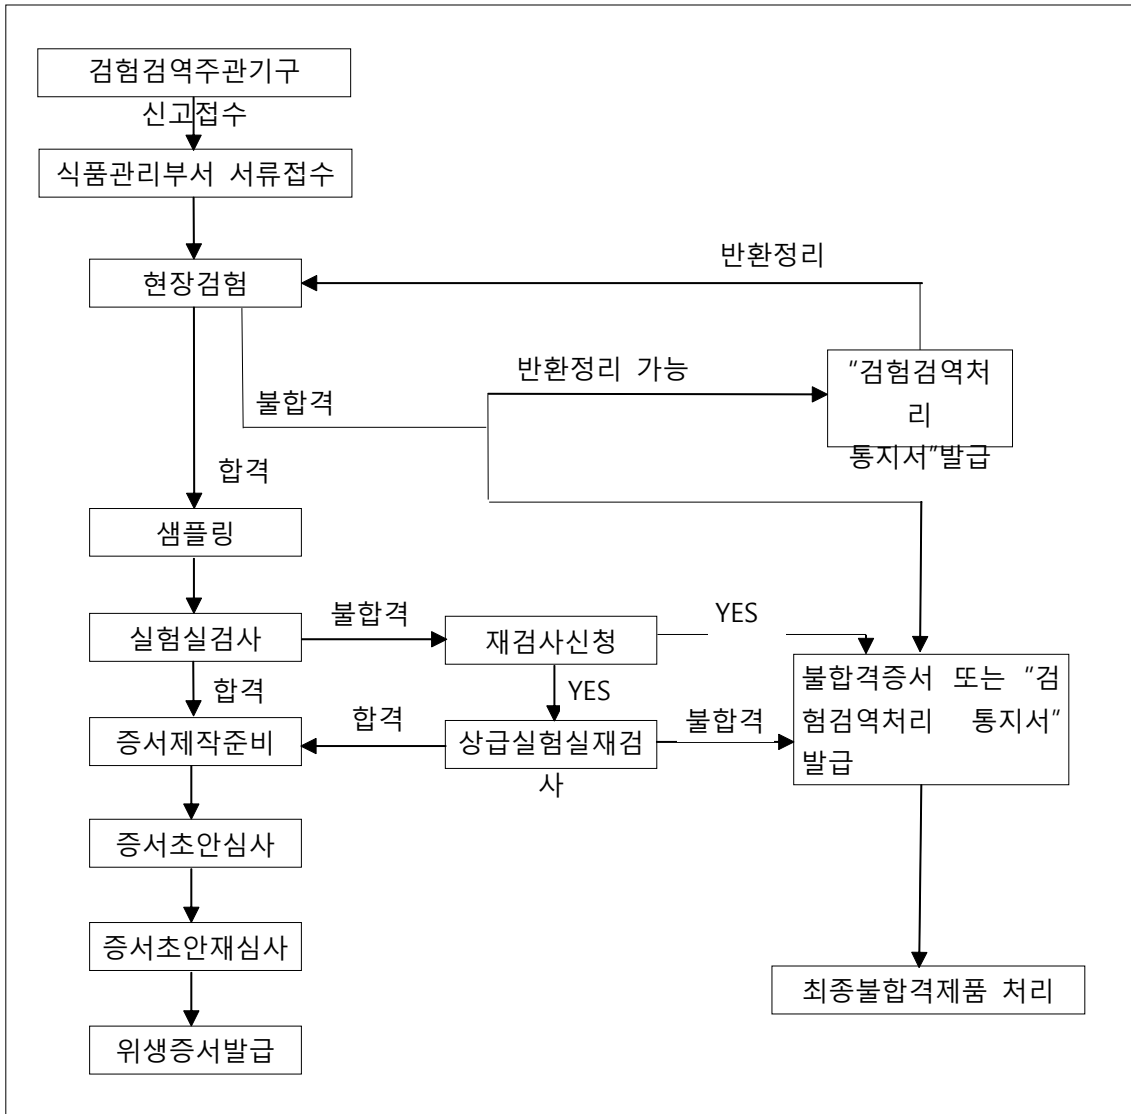 검험검역주관기구
신고접수
식품관리부서 서류접수
반환정리
현장검험
반환정리 가능
"검험검역처
리
통지서"발급
불합격
합격
샘플링
불합격
YES
실험실검사
재검사신청
합격
YES
불합격증서 또는 "검
험검역처리 통지서"
발급
합격
불합격
증서제작준비
상급실험실재검
사
증서초안심사
증서초안재심사
최종불합격제품 처리
위생증서발급